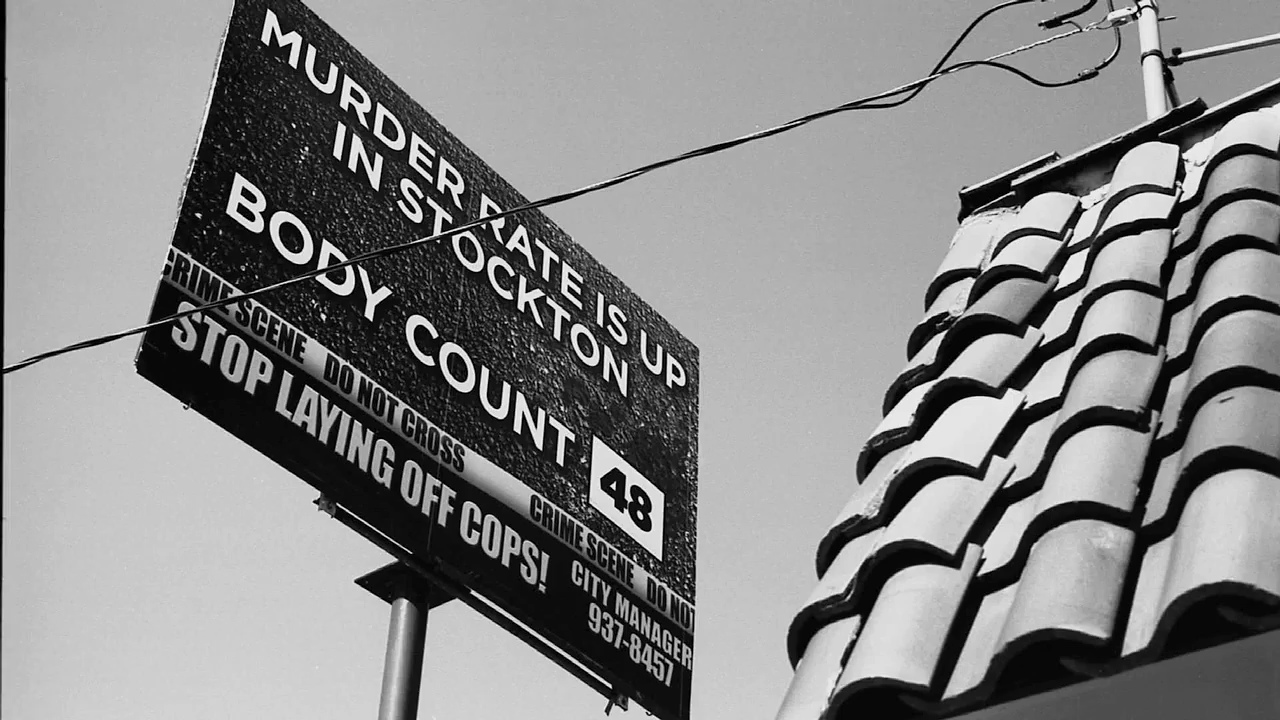 MURDER RATE IS UP
IN STOCKTON
BODY COUNT 48
CRIME SCENE DO NOT CROSS CRIME SCENE DO NOT
STOP LAYING OFF COPS!
CITY MANAGER
937-8457